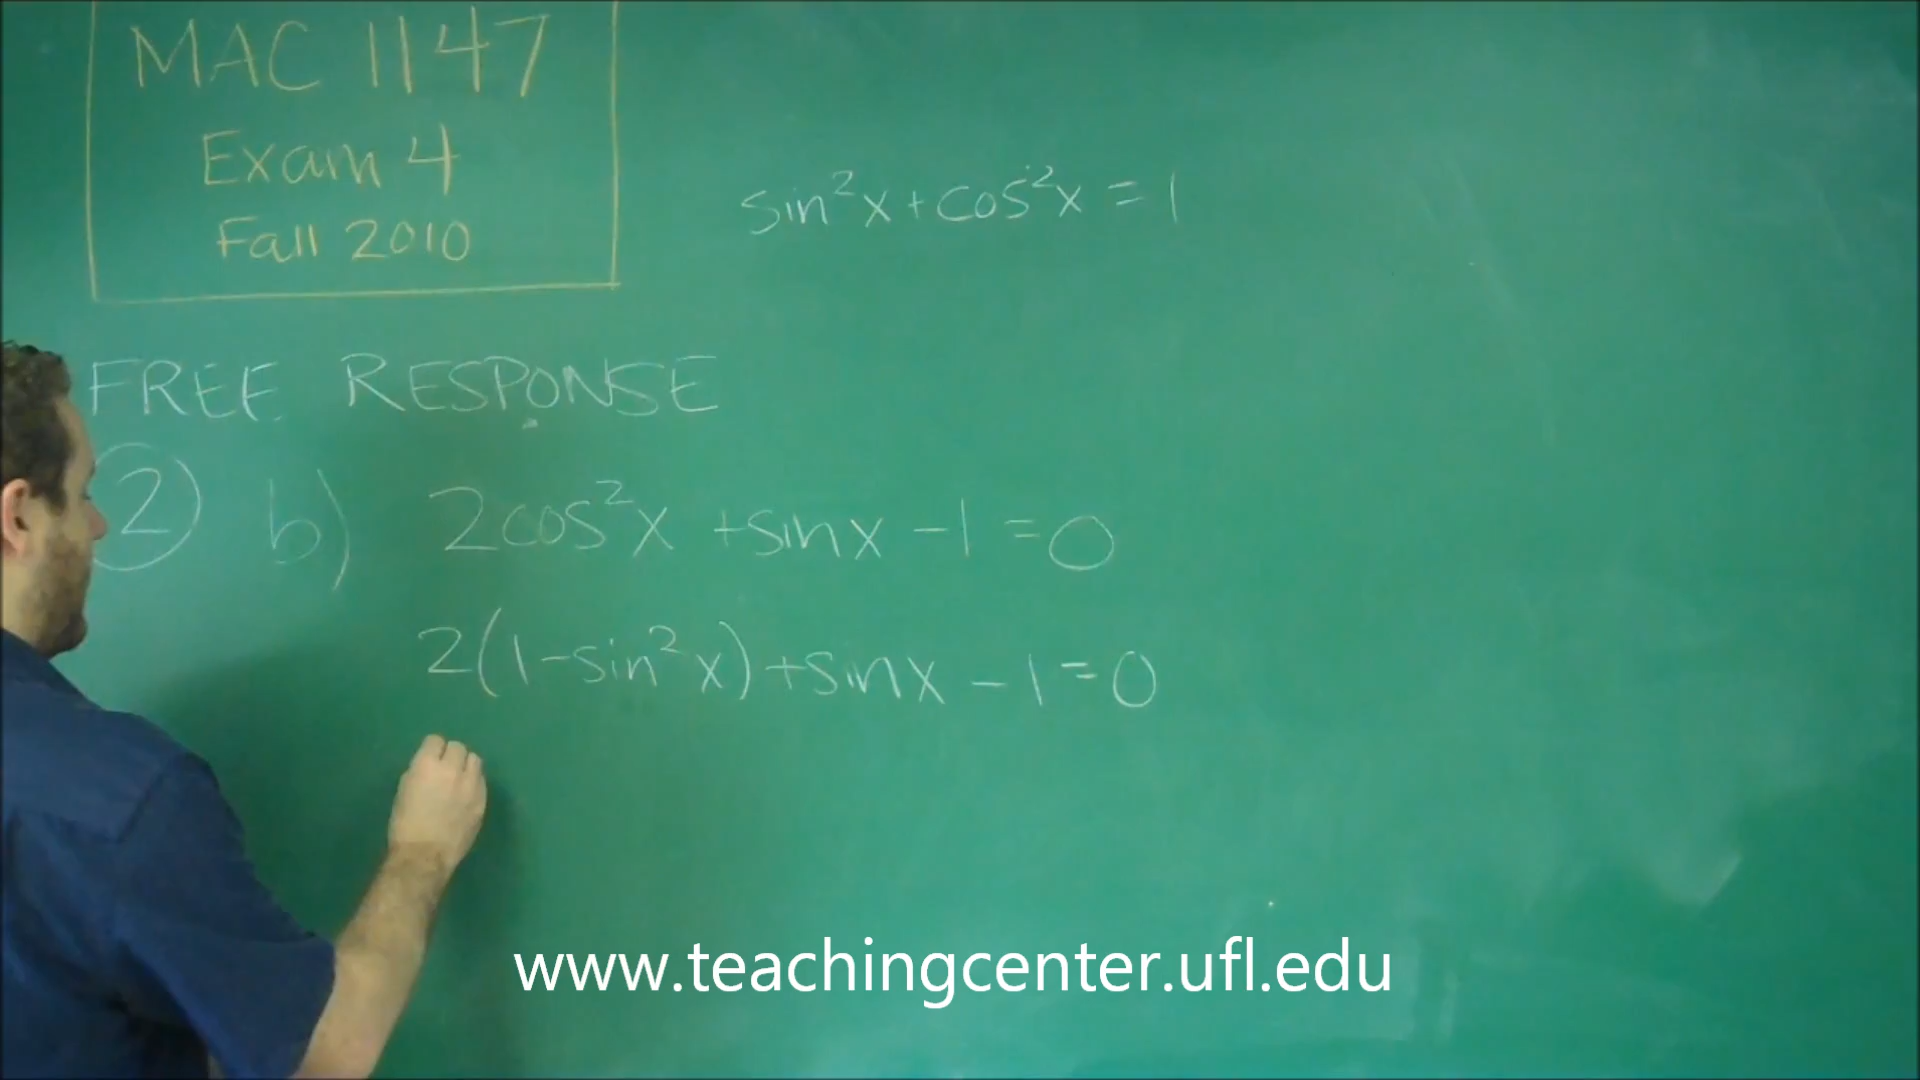 MAC 1147
Exam 4
Fall 2010
sin²x + cos²x = 1
FREE RESPONSE
2 b) 2cos²x + sinx - 1 = 0
2(1-sin²x) + sinx - 1 = 0
www.teachingcenter.ufl.edu